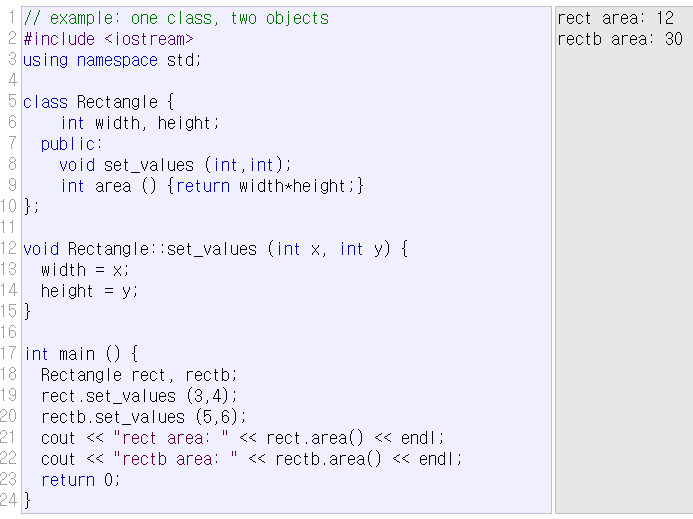 1 // example: one class, two objects
2 #include <iostream>
3 using namespace std;
4
5 class Rectangle {
6     int width, height;
7   public:
8     void set_values (int,int);
9     int area () {return width*height;}
10 };
11
12 void Rectangle::set_values (int x, int y) {
13   width = x;
14   height = y;
15 }
16
17 int main () {
18   Rectangle rect, rectb;
19   rect.set_values (3,4);
20   rectb.set_values (5,6);
21   cout << "rect area: " << rect.area() << endl;
22   cout << "rectb area: " << rectb.area() << endl;
23   return 0;
24 }
rect area: 12
rectb area: 30